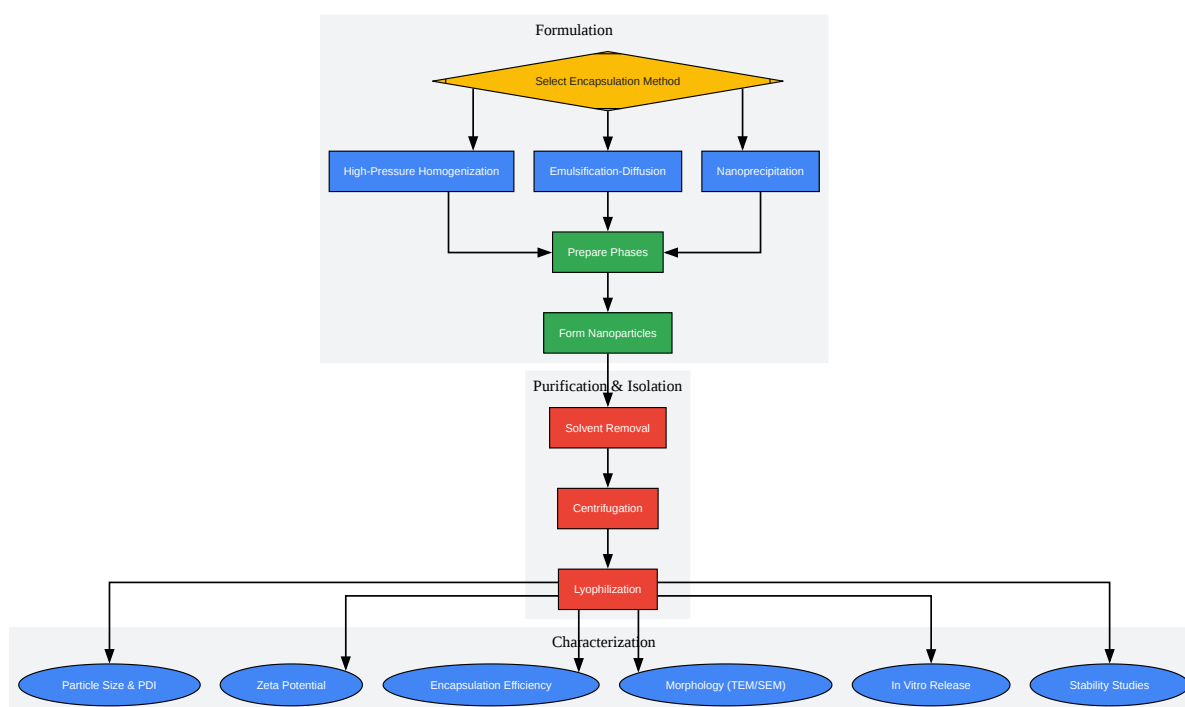 Formulation
Select Encapsulation Method
High-Pressure Homogenization
Emulsification-Diffusion
Nanoprecipitation
Prepare Phases
Form Nanoparticles
Purification & Isolation
Solvent Removal
Centrifugation
Lyophilization
Characterization
Particle Size & PDI
Zeta Potential
Encapsulation Efficiency
Morphology (TEM/SEM)
In Vitro Release
Stability Studies